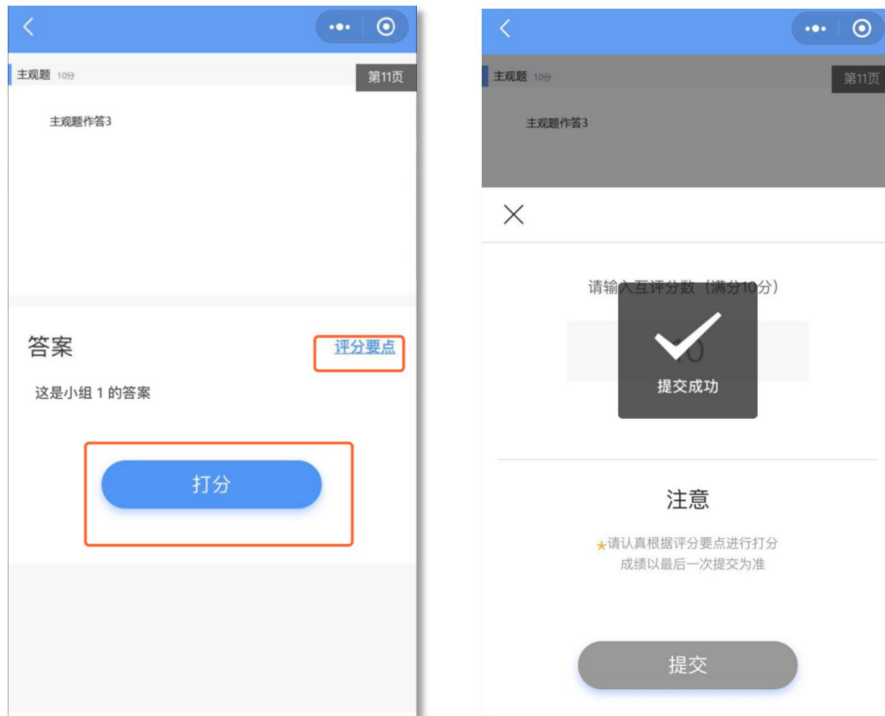 主观题 10分
第11页
主观题作答3
答案
评分要点
这是小组 1 的答案
打分
主观题 10分
第11页
主观题作答3
请输入互评分数（满分10分）
10
提交成功
注意
*请认真根据评分要点进行打分
成绩以最后一次提交为准
提交